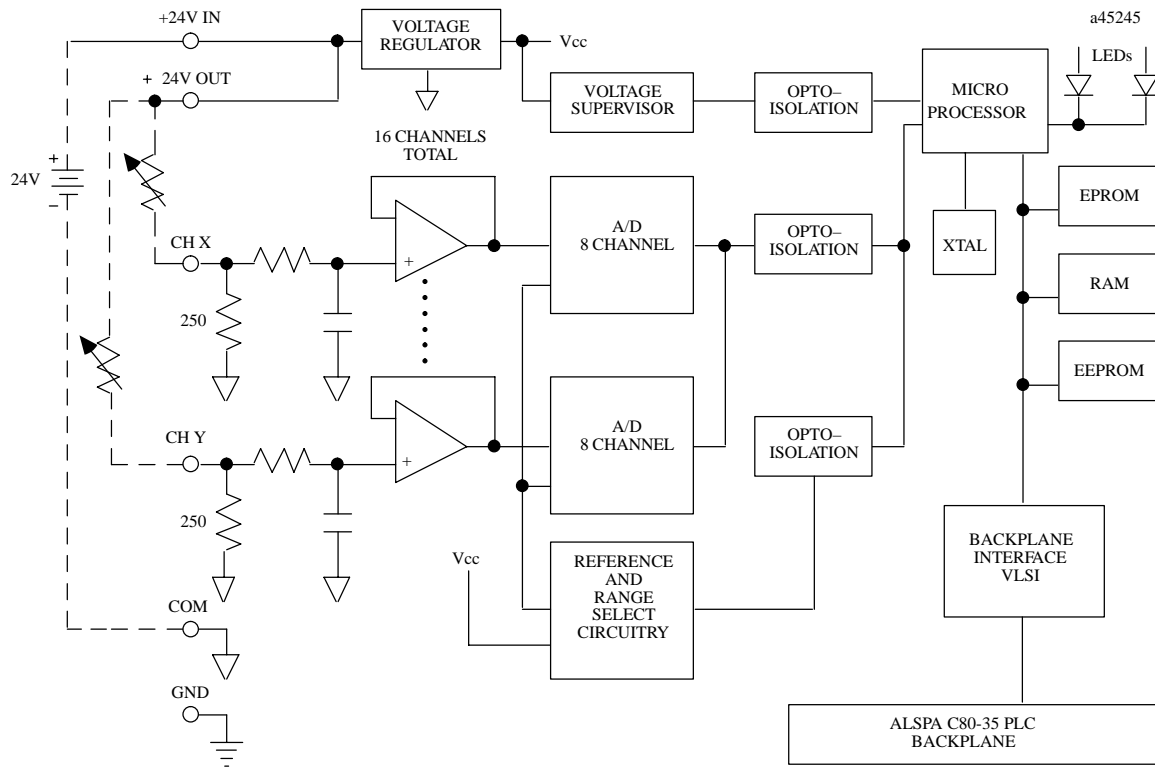 +24V IN
VOLTAGE
REGULATOR
Vcc
a45245
LEDs
+ 24V OUT
VOLTAGE
SUPERVISOR
OPTO–
ISOLATION
MICRO
PROCESSOR
16 CHANNELS
TOTAL
+
24V
–
CH X
250
+
A/D
8 CHANNEL
OPTO–
ISOLATION
XTAL
EPROM
RAM
EEPROM
CH Y
250
+
A/D
8 CHANNEL
OPTO–
ISOLATION
Vcc
REFERENCE
AND
RANGE
SELECT
CIRCUITRY
BACKPLANE
INTERFACE
VLSI
COM
GND
ALSPA C80-35 PLC
BACKPLANE